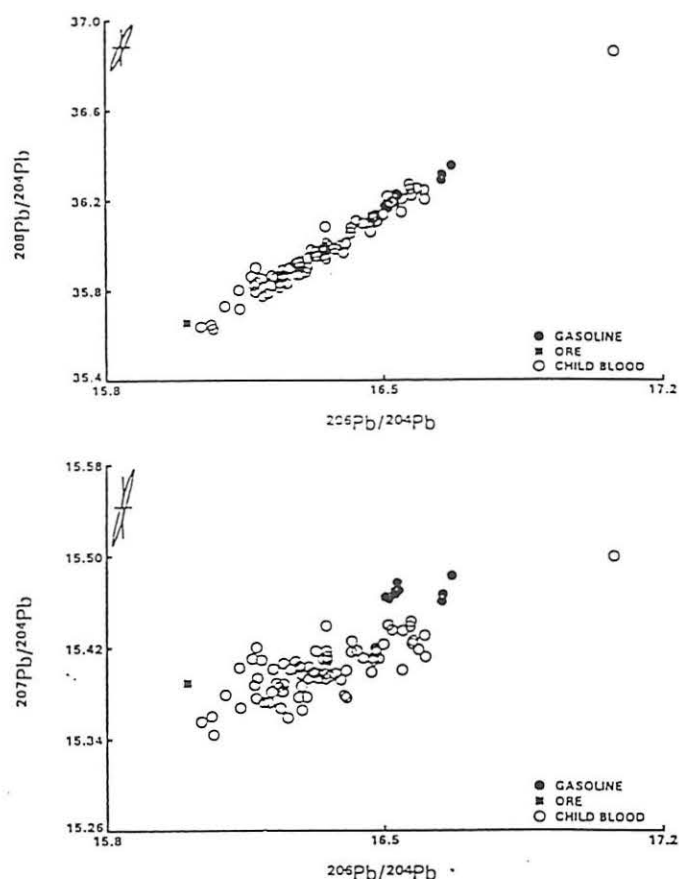 37.0
36.6
36.2
35.8
35.4
208Pb/204Pb
15.8
16.5
17.2
GASOLINE
ORE
CHILD BLOOD
206Pb/204Pb
15.58
15.50
15.42
15.34
15.26
207Pb/204Pb
15.8
16.5
17.2
GASOLINE
ORE
CHILD BLOOD
206Pb/204Pb